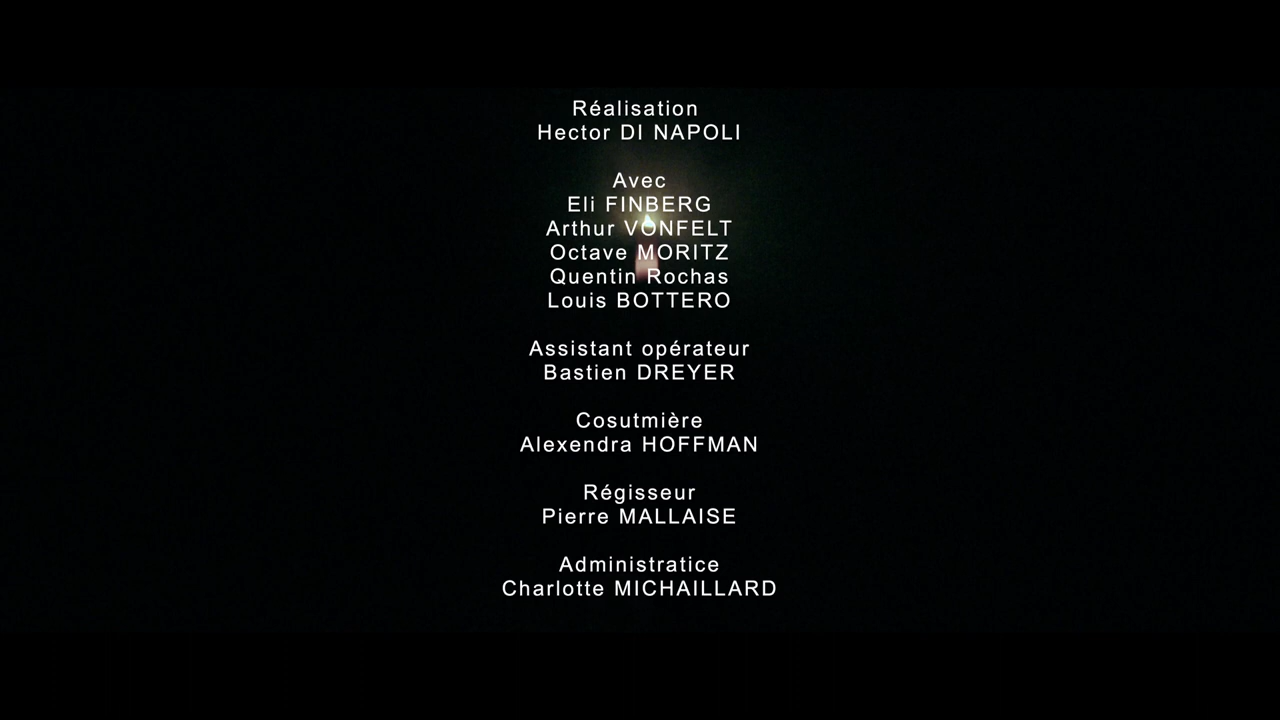 Réalisation
Hector DI NAPOLI
Avec
Eli FINBERG
Arthur VONFELT
Octave MORITZ
Quentin Rochas
Louis BOTTERO
Assistant opérateur
Bastien DREYER
Cosutmière
Alexendra HOFFMAN
Régisseur
Pierre MALLAISE
Administratice
Charlotte MICHAILLARD